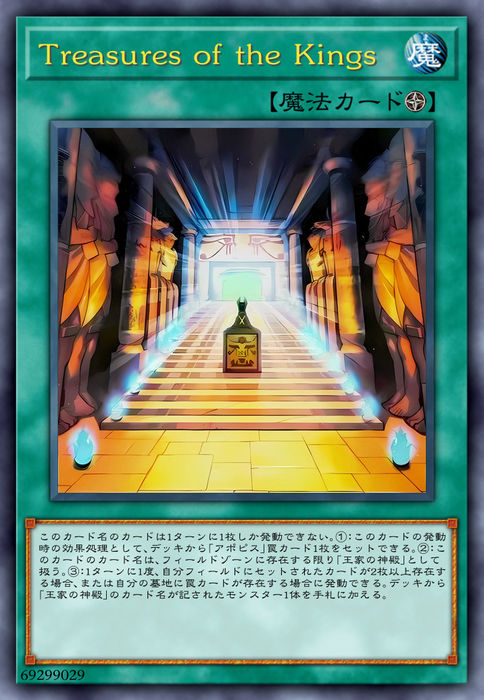 Treasures of the Kings 魔
【魔法カード】
このカード名のカードは1ターンに1枚しか発動できない。①:このカードの発動
時の効果処理として、デッキから「アポピス」罠カード1枚をセットできる。②:こ
のカードのカード名は、フィールドゾーンに存在する限り「王家の神殿」として
扱う。③:1ターンに1度、自分フィールドにセットされたカードが2枚以上存在す
る場合、または自分の墓地に罠カードが存在する場合に発動できる。デッキから
「王家の神殿」のカード名が記されたモンスター1体を手札に加える。
69299029